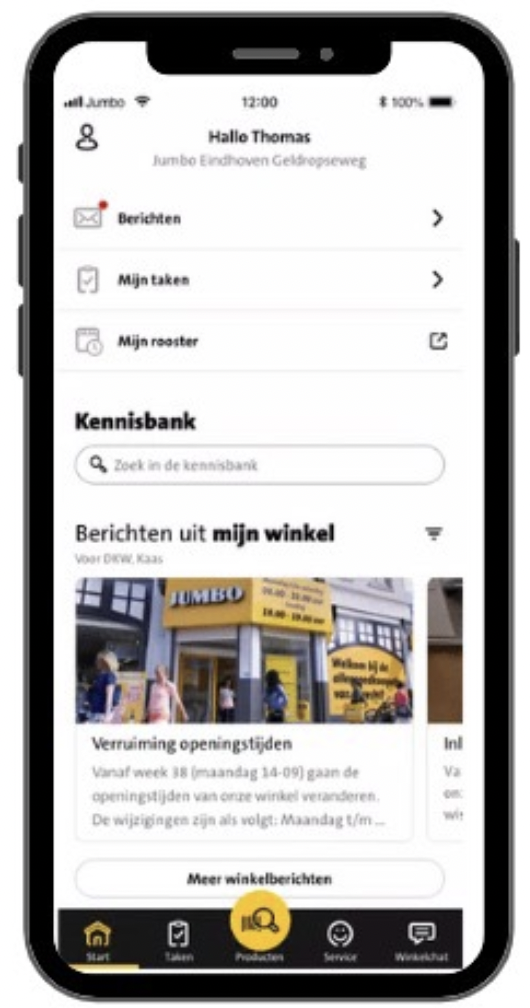 Jumbo 12:00 100%
Hallo Thomas
Jumbo Eindhoven Geldropseweg
Berichten
Mijn taken
Mijn rooster
Kennisbank
Zoek in de kennisbank
Berichten uit mijn winkel
Voor DKW, Kaas
JUMBO
Welkom bij de
Verruiming openingstijden
Inl
Vanaf week 38 (maandag 14-09) gaan de
Va
openingstijden van onze winkel veranderen.
on:
De wijzigingen zijn als volgt: Maandag t/m ...
wi
Meer winkelberichten
Start Taken Producten Service Winkelchat